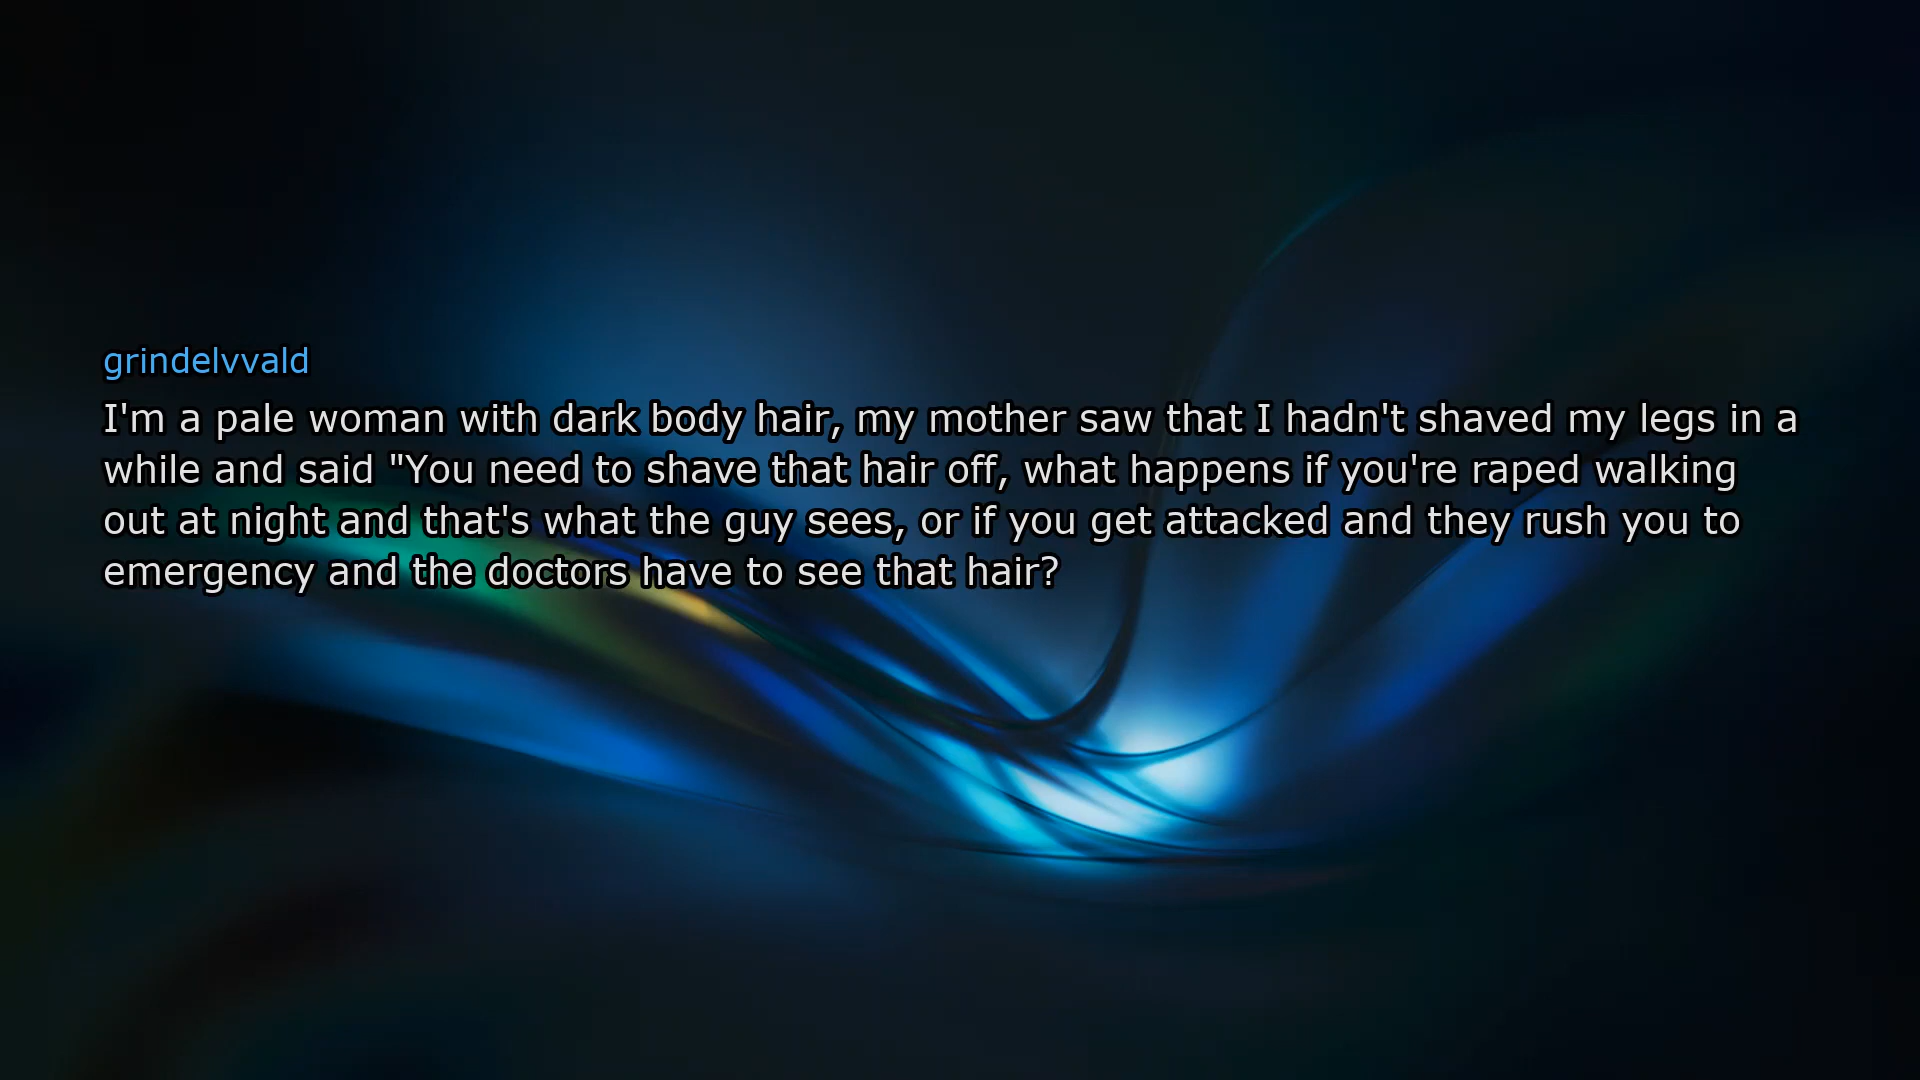 grindelvvald
I'm a pale woman with dark body hair, my mother saw that I hadn't shaved my legs in a
while and said "You need to shave that hair off, what happens if you're raped walking
out at night and that's what the guy sees, or if you get attacked and they rush you to
emergency and the doctors have to see that hair?